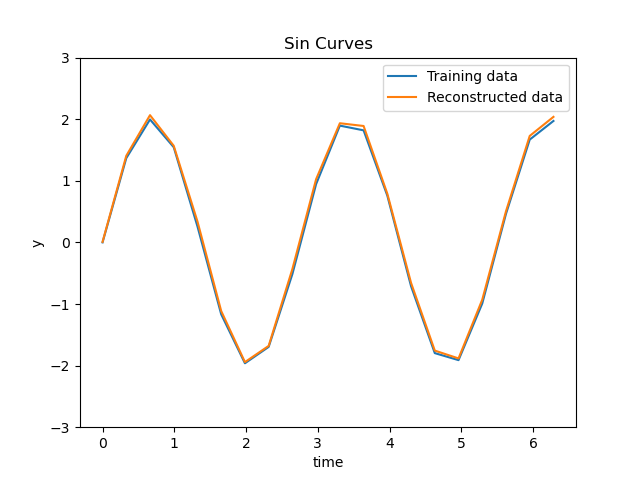 Sin Curves
Training data
Reconstructed data
3
2
1
0
−1
−2
−3
y
0 1 2 3 4 5 6
time